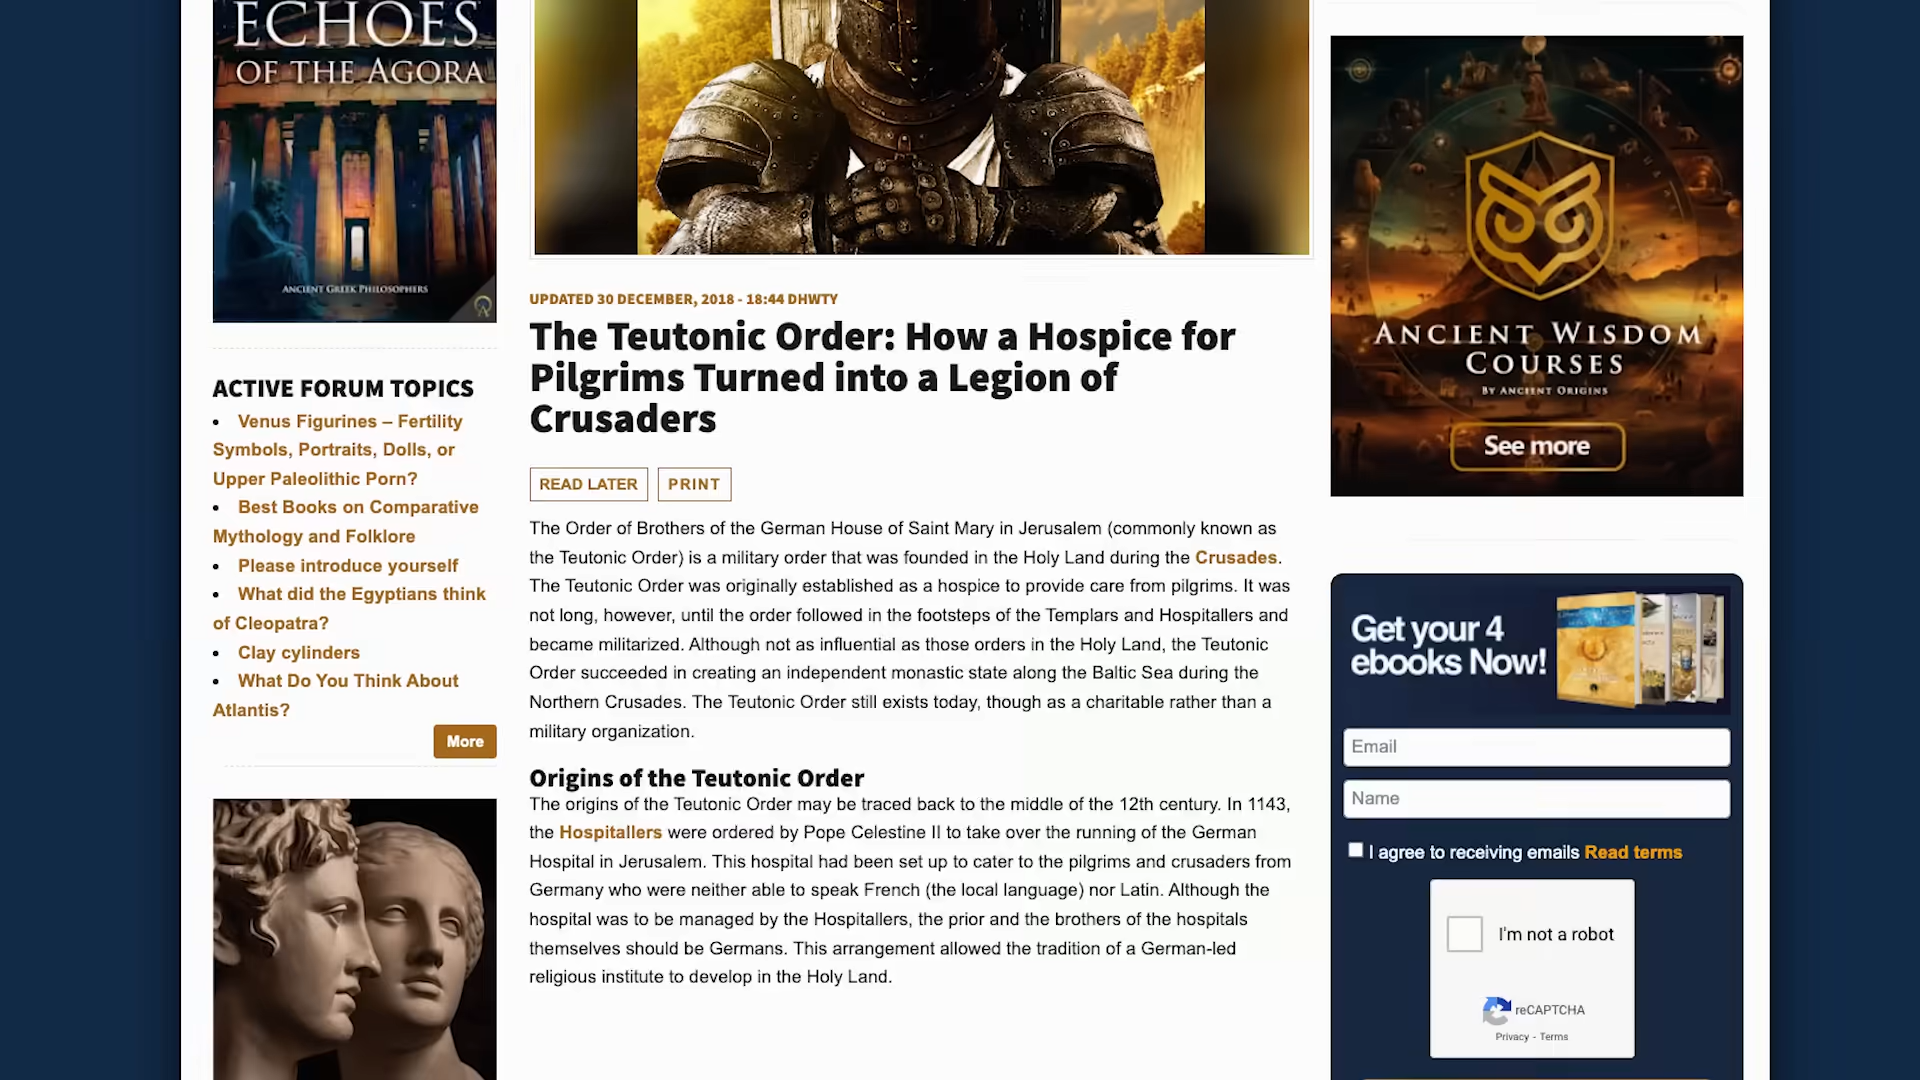 ECHOES
OF THE AGORA
ANCIENT GREEK PHILOSOPHERS
ACTIVE FORUM TOPICS
• Venus Figurines – Fertility
Symbols, Portraits, Dolls, or
Upper Paleolithic Porn?
• Best Books on Comparative
Mythology and Folklore
• Please introduce yourself
• What did the Egyptians think
of Cleopatra?
• Clay cylinders
• What Do You Think About
Atlantis?
More
UPDATED 30 DECEMBER, 2018 - 18:44 DHWTY
The Teutonic Order: How a Hospice for
Pilgrims Turned into a Legion of
Crusaders
READ LATER
PRINT
The Order of Brothers of the German House of Saint Mary in Jerusalem (commonly known as
the Teutonic Order) is a military order that was founded in the Holy Land during the Crusades.
The Teutonic Order was originally established as a hospice to provide care from pilgrims. It was
not long, however, until the order followed in the footsteps of the Templars and Hospitallers and
became militarized. Although not as influential as those orders in the Holy Land, the Teutonic
Order succeeded in creating an independent monastic state along the Baltic Sea during the
Northern Crusades. The Teutonic Order still exists today, though as a charitable rather than a
military organization.
Origins of the Teutonic Order
The origins of the Teutonic Order may be traced back to the middle of the 12th century. In 1143,
the Hospitallers were ordered by Pope Celestine II to take over the running of the German
Hospital in Jerusalem. This hospital had been set up to cater to the pilgrims and crusaders from
Germany who were neither able to speak French (the local language) nor Latin. Although the
hospital was to be managed by the Hospitallers, the prior and the brothers of the hospitals
themselves should be Germans. This arrangement allowed the tradition of a German-led
religious institute to develop in the Holy Land.
ANCIENT WISDOM
COURSES
BY ANCIENT ORIGINS
See more
Get your 4
ebooks Now!
Email
Name
I agree to receiving emails Read terms
I'm not a robot
reCAPTCHA
Privacy - Terms